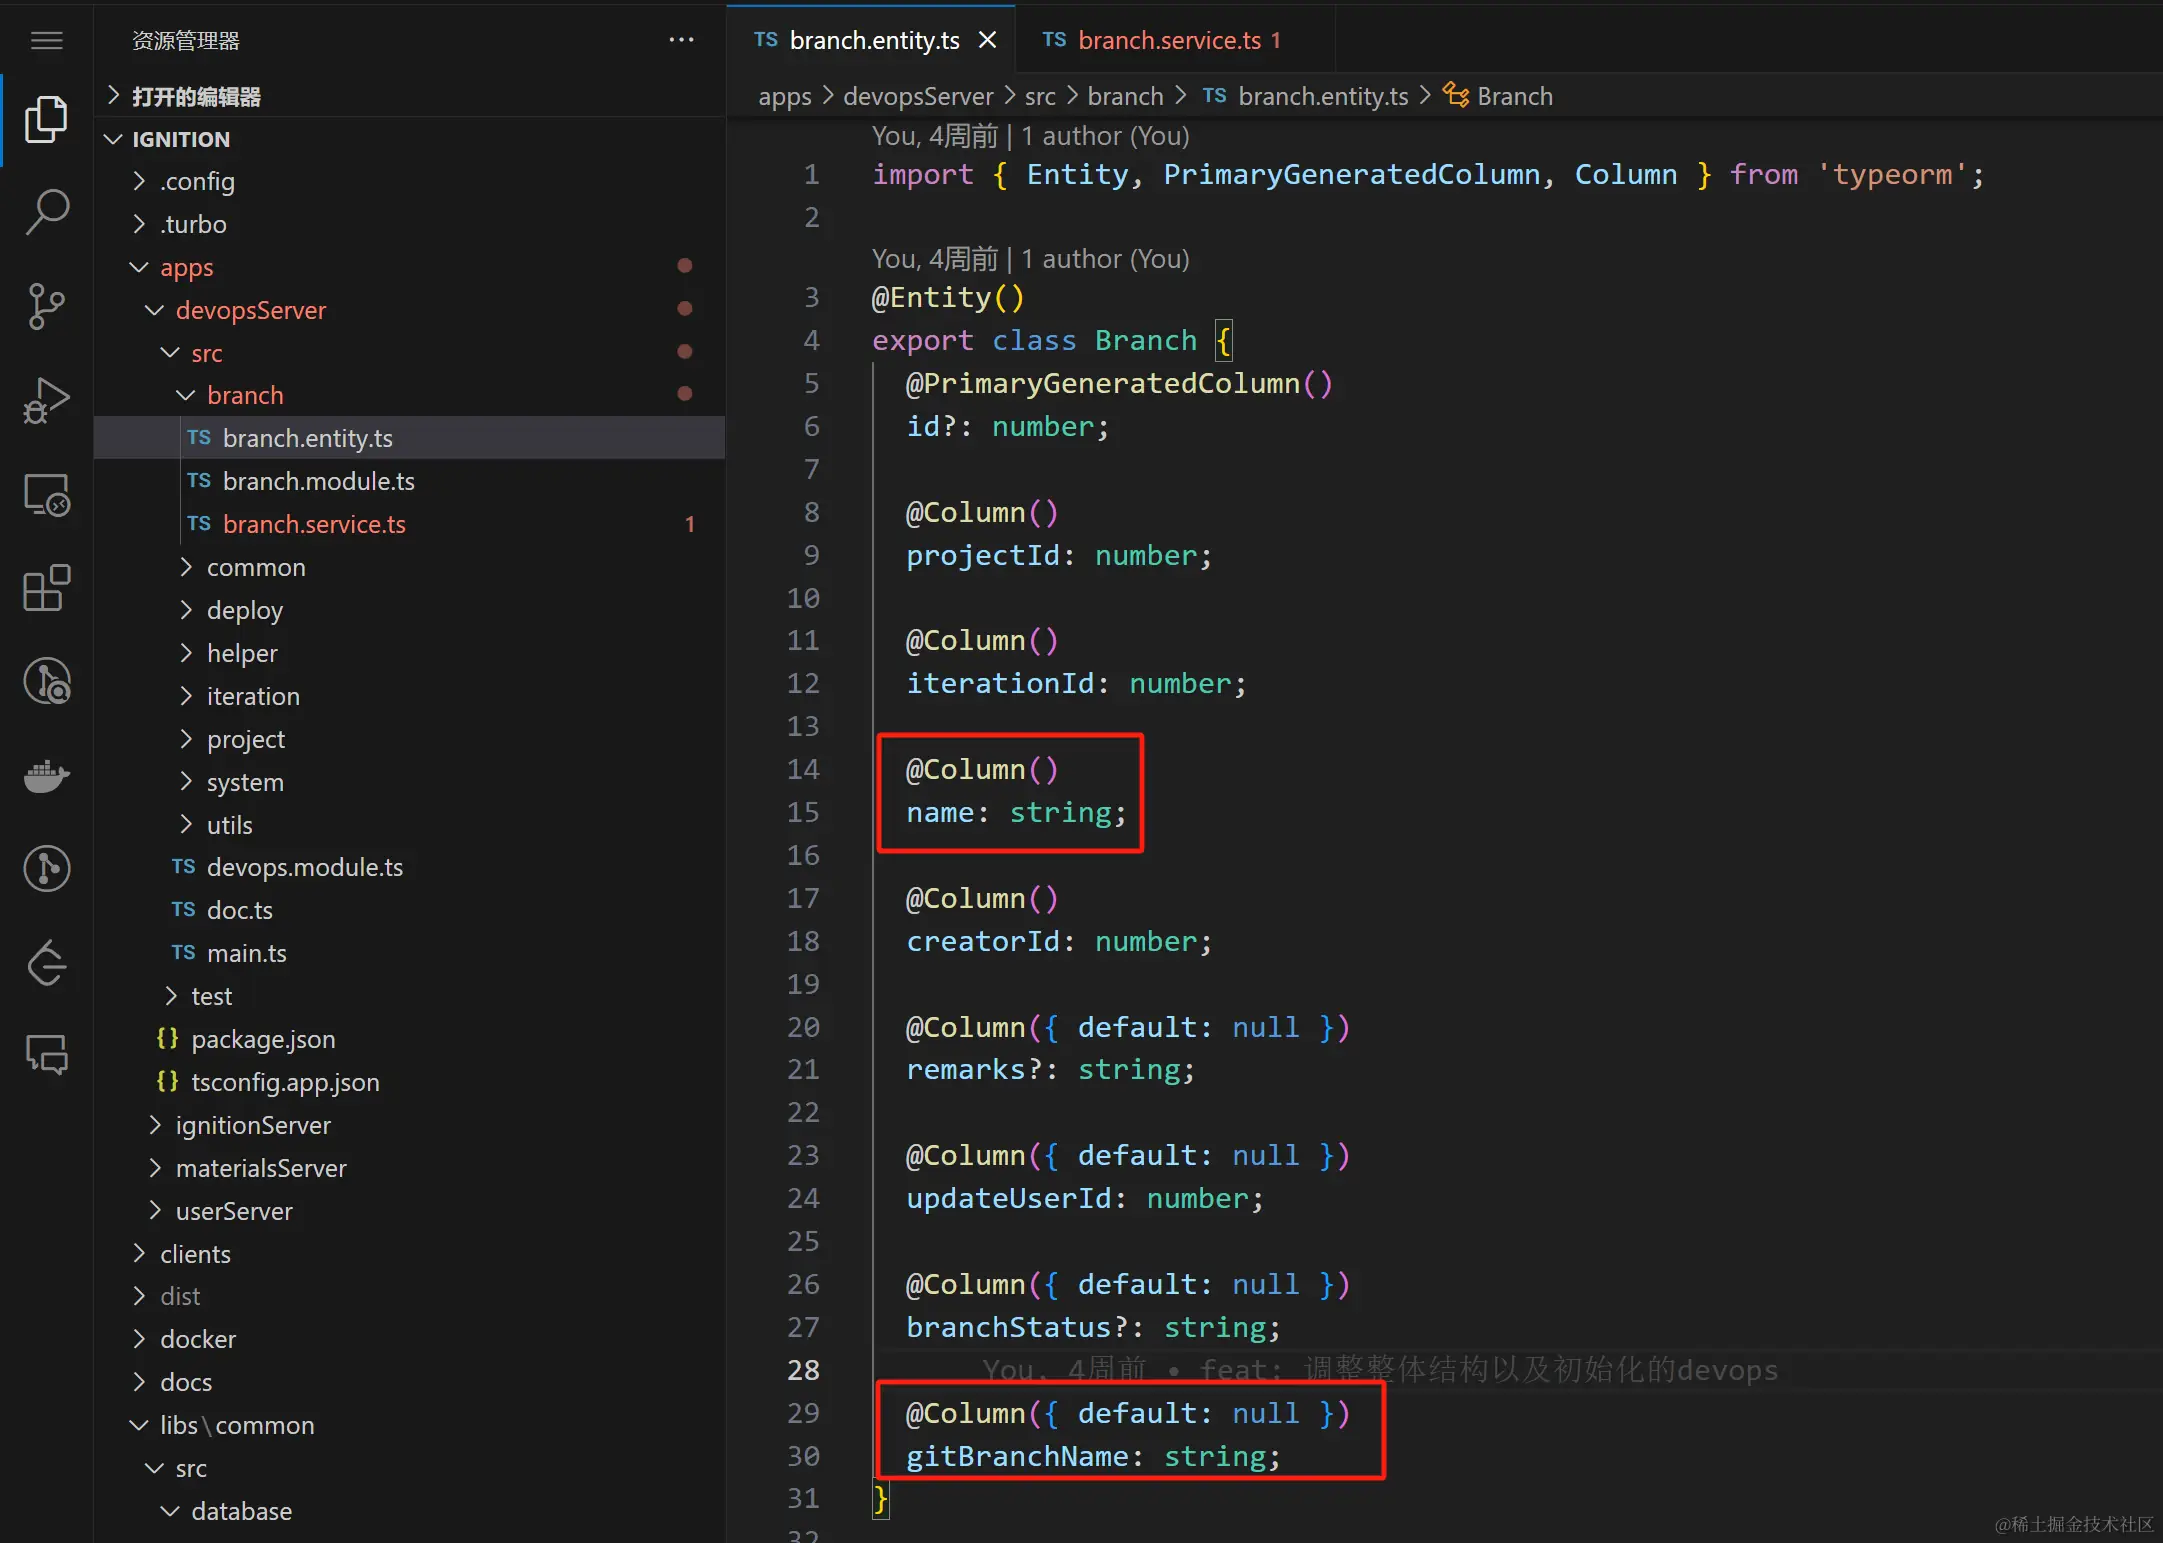 资源管理器 ···
打开的编辑器
IGNITION
.config
.turbo
apps
devopsServer
src
branch
TS branch.entity.ts
TS branch.module.ts
TS branch.service.ts 1
common
deploy
helper
iteration
project
system
utils
TS devops.module.ts
TS doc.ts
TS main.ts
test
{} package.json
{} tsconfig.app.json
ignitionServer
materialsServer
userServer
clients
dist
docker
docs
libs\common
src
database
TS branch.entity.ts × TS branch.service.ts 1
apps > devopsServer > src > branch > TS branch.entity.ts > Branch
You, 4周前 | 1 author (You)
1 import { Entity, PrimaryGeneratedColumn, Column } from 'typeorm';
2
You, 4周前 | 1 author (You)
3 @Entity()
4 export class Branch {
5 @PrimaryGeneratedColumn()
6 id?: number;
7
8 @Column()
9 projectId: number;
10
11 @Column()
12 iterationId: number;
13
14 @Column()
15 name: string;
16
17 @Column()
18 creatorId: number;
19
20 @Column({ default: null })
21 remarks?: string;
22
23 @Column({ default: null })
24 updateUserId: number;
25
26 @Column({ default: null })
27 branchStatus?: string;
28 You, 4周前 • feat: 调整整体结构以及初始化的devops
29 @Column({ default: null })
30 gitBranchName: string;
31 }
32
@稀土掘金技术社区